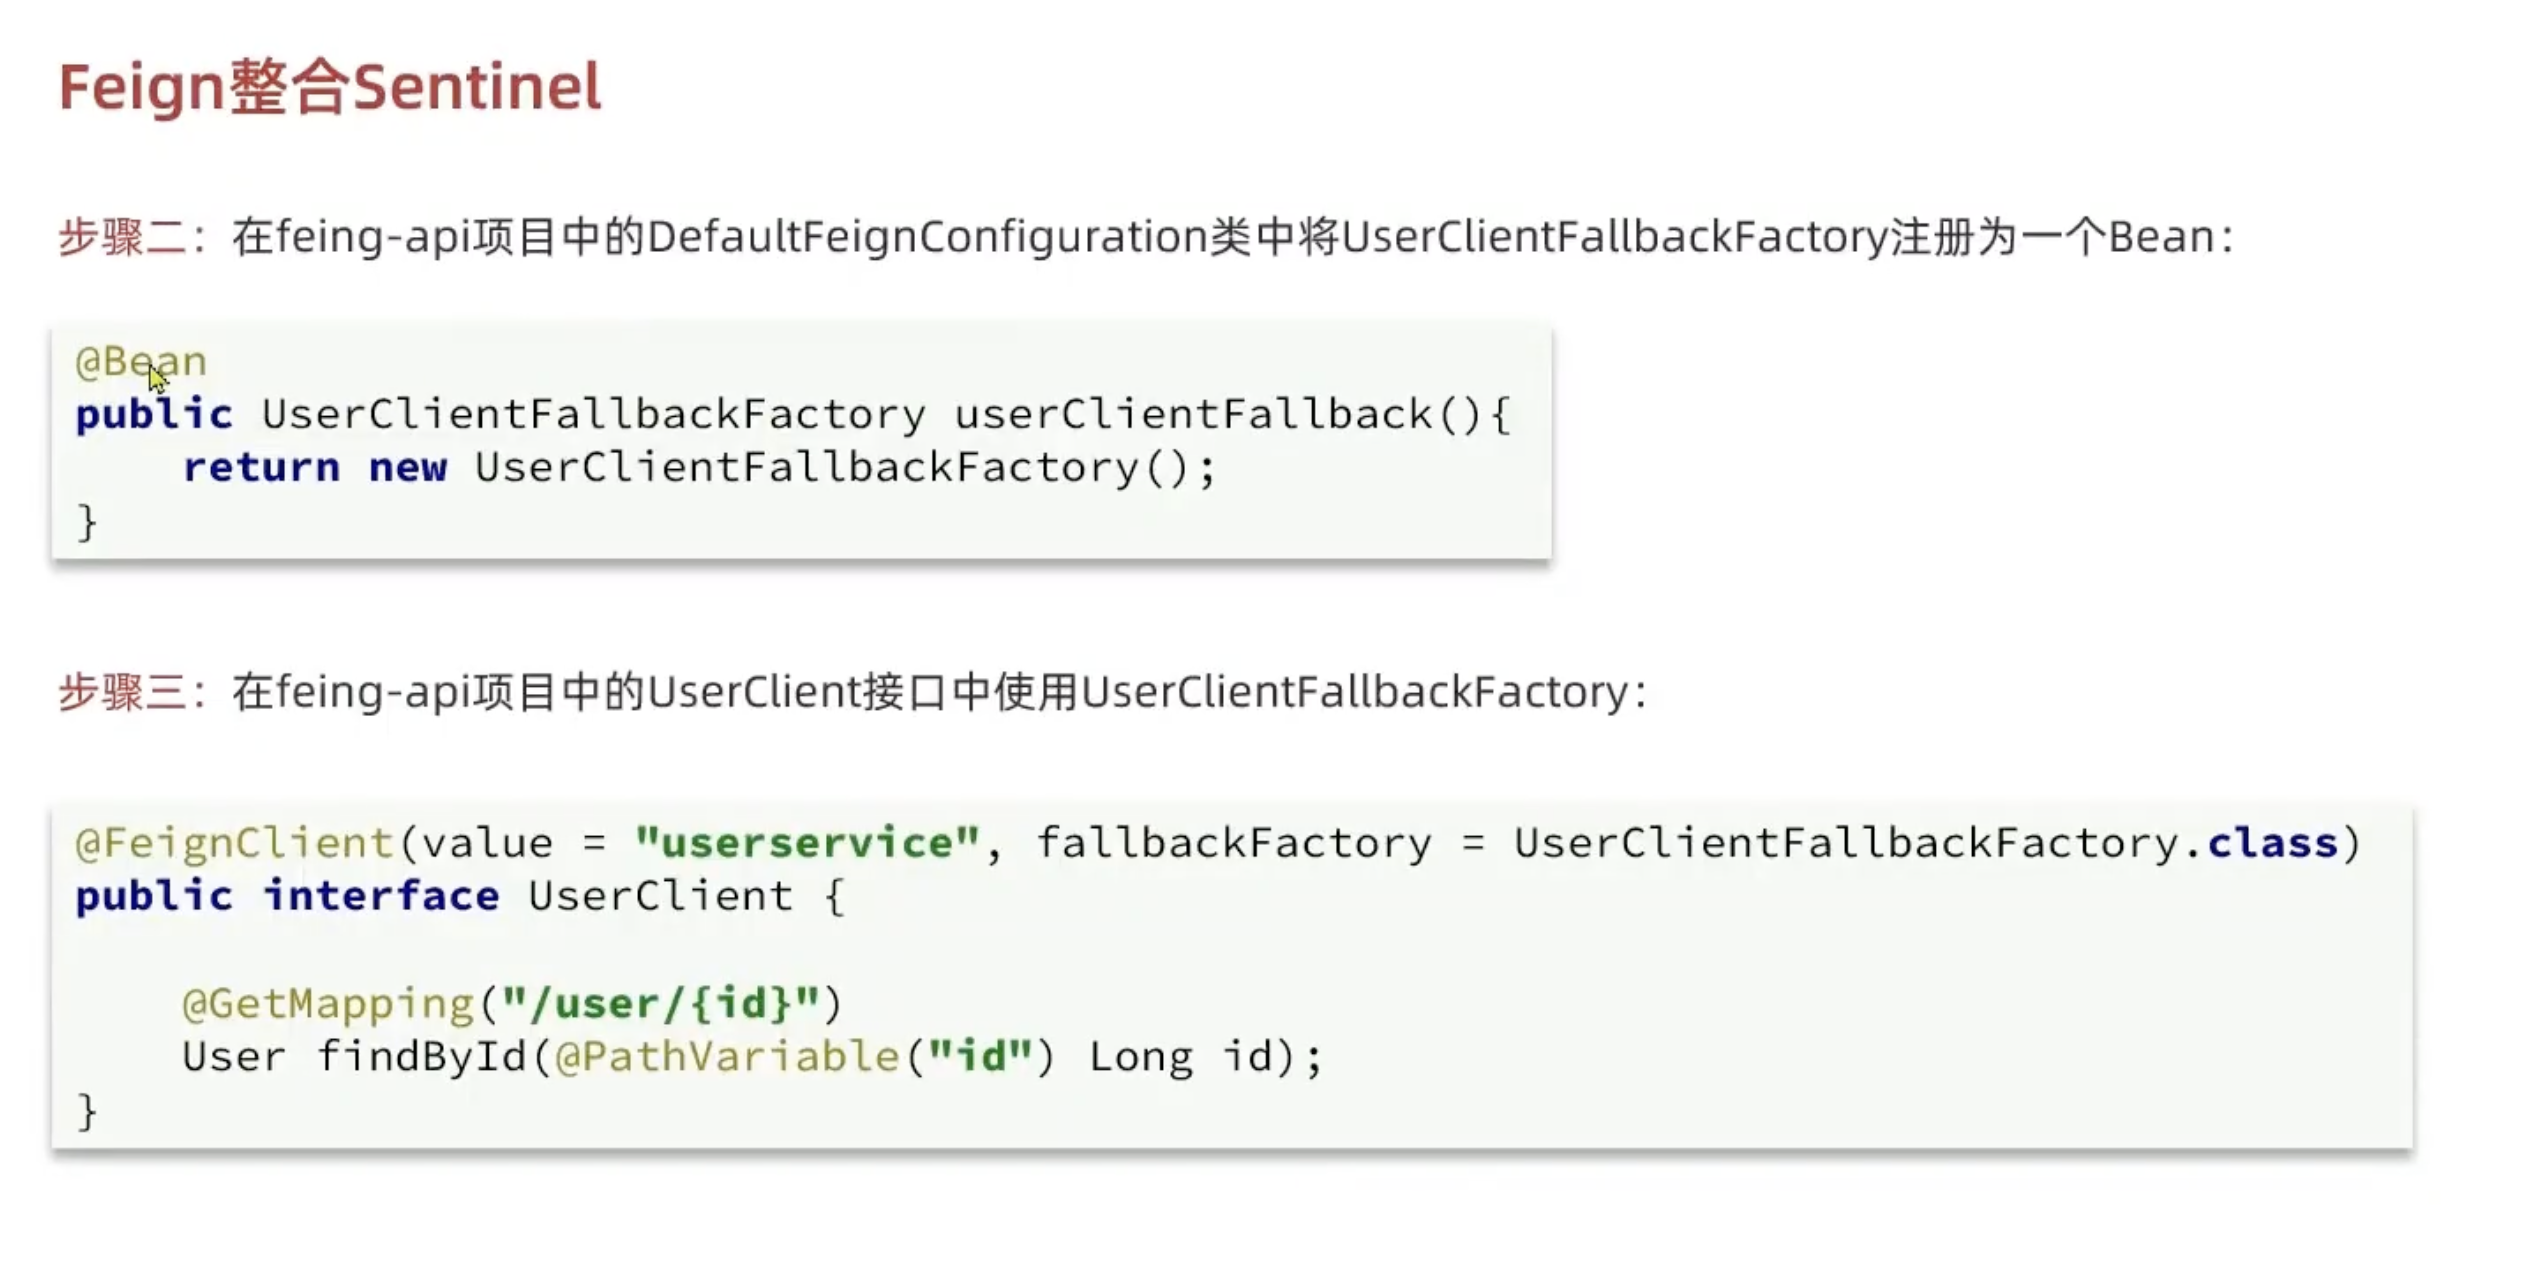 Feign整合Sentinel
步骤二：在feing-api项目中的DefaultFeignConfiguration类中将UserClientFallbackFactory注册为一个Bean：
@Bean
public UserClientFallbackFactory userClientFallback(){
    return new UserClientFallbackFactory();
}
步骤三：在feing-api项目中的UserClient接口中使用UserClientFallbackFactory：
@FeignClient(value = "userservice", fallbackFactory = UserClientFallbackFactory.class)
public interface UserClient {
    @GetMapping("/user/{id}")
    User findById(@PathVariable("id") Long id);
}